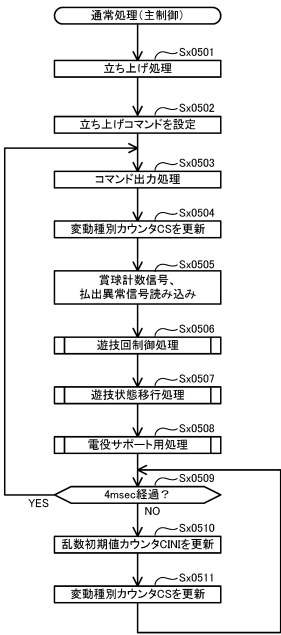 通常処理(主制御)
Sx0501
立ち上げ処理
Sx0502
立ち上げコマンドを設定
Sx0503
コマンド出力処理
Sx0504
変動種別カウンタCSを更新
Sx0505
賞球計数信号、
払出異常信号読み込み
Sx0506
遊技回制御処理
Sx0507
遊技状態移行処理
Sx0508
電役サポート用処理
Sx0509
4msec経過？
YES
NO
Sx0510
乱数初期値カウンタCINIを更新
Sx0511
変動種別カウンタCSを更新